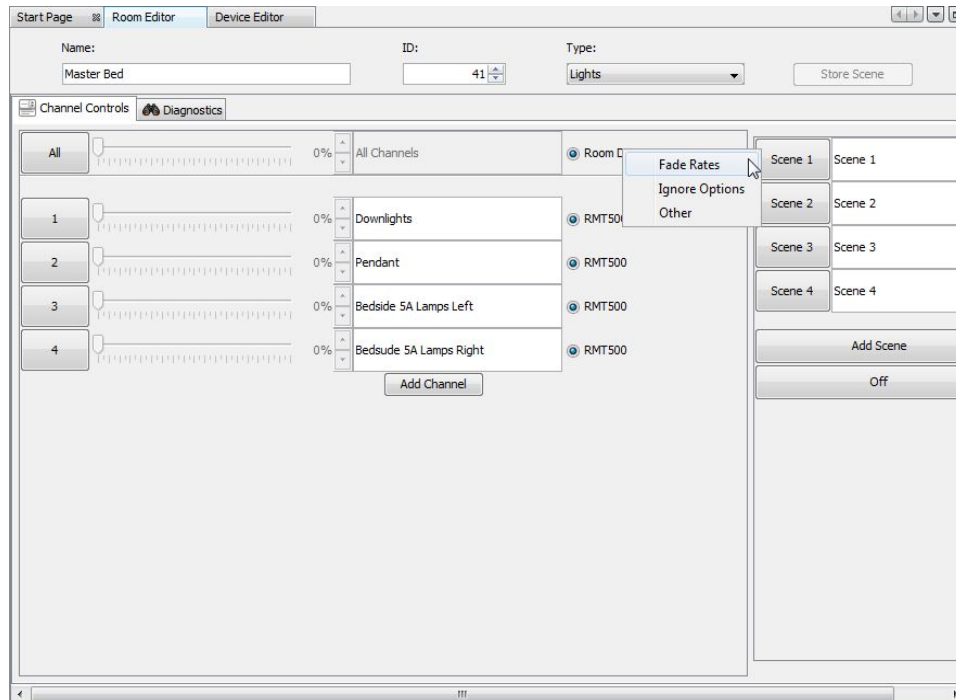 Start Page
Room Editor
Device Editor
Name:
ID:
Type:
Master Bed
41
Lights
Store Scene
Channel Controls
Diagnostics
All
0%
All Channels
Room D
Fade Rates
Ignore Options
Other
1
0%
Downlights
RMT50
2
0%
Pendant
RMT500
3
0%
Bedside 5A Lamps Left
RMT500
4
0%
Bedsude 5A Lamps Right
RMT500
Add Channel
Scene 1
Scene 1
Scene 2
Scene 2
Scene 3
Scene 3
Scene 4
Scene 4
Add Scene
Off